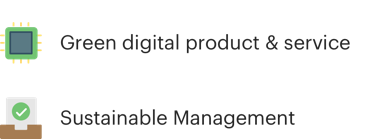 Green digital product & service
Sustainable Management